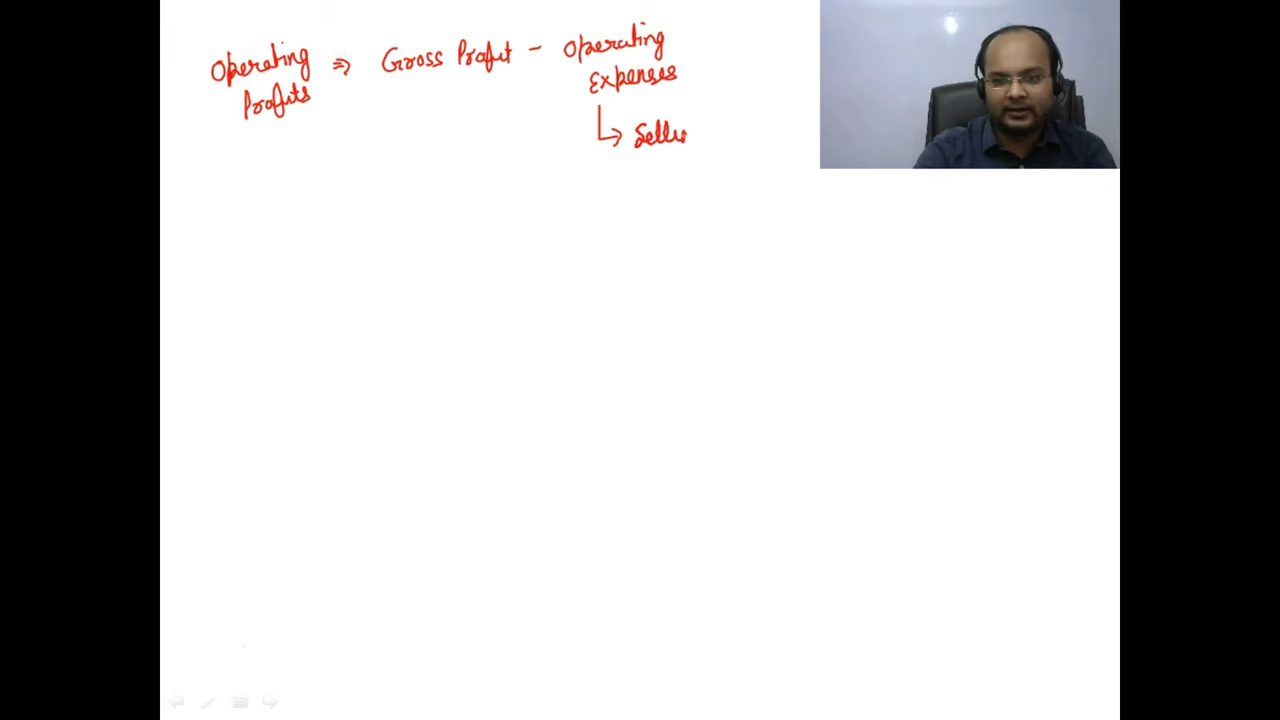 Operating Profits ⇒ Gross Profit - Operating Expenses
↳ Sellin